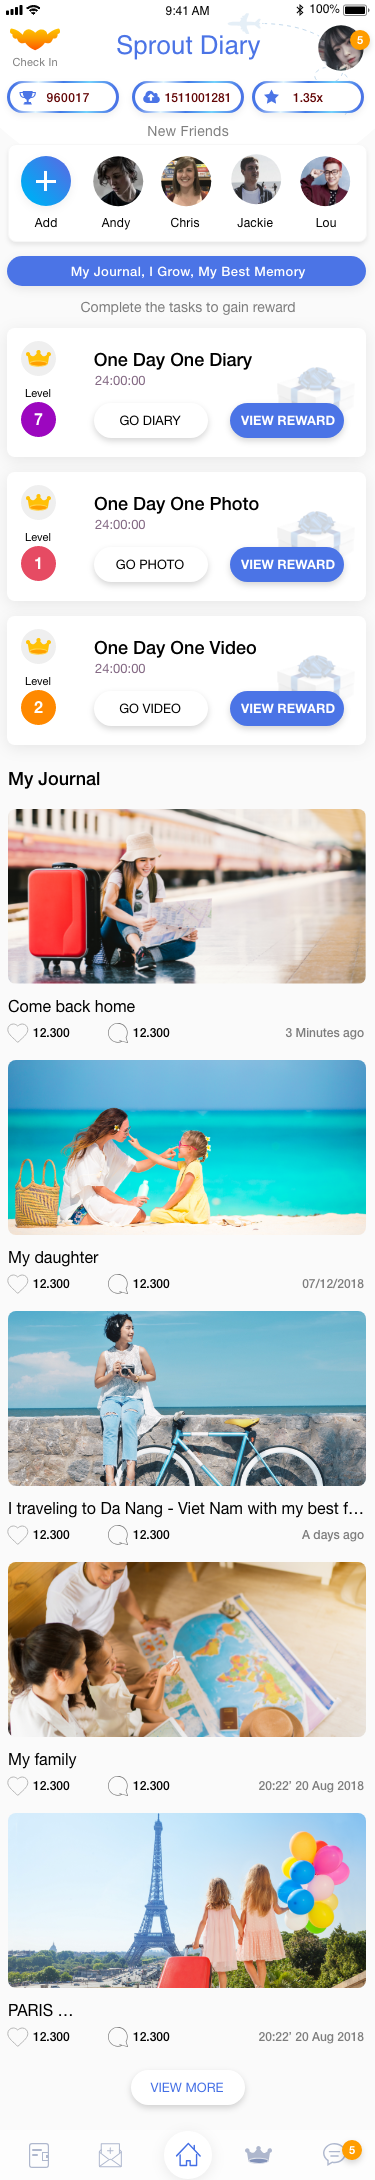 9:41 AM
100%
Check In
Sprout Diary
5
960017
1511001281
1.35x
New Friends
Add
Andy
Chris
Jackie
Lou
My Journal, I Grow, My Best Memory
Complete the tasks to gain reward
One Day One Diary
24:00:00
Level
7
GO DIARY
VIEW REWARD
One Day One Photo
24:00:00
Level
1
GO PHOTO
VIEW REWARD
One Day One Video
24:00:00
Level
2
GO VIDEO
VIEW REWARD
My Journal
Come back home
12.300
12.300
3 Minutes ago
My daughter
12.300
12.300
07/12/2018
I traveling to Da Nang - Viet Nam with my best f...
12.300
12.300
A days ago
My family
12.300
12.300
20:22' 20 Aug 2018
PARIS ...
12.300
12.300
20:22' 20 Aug 2018
VIEW MORE
5